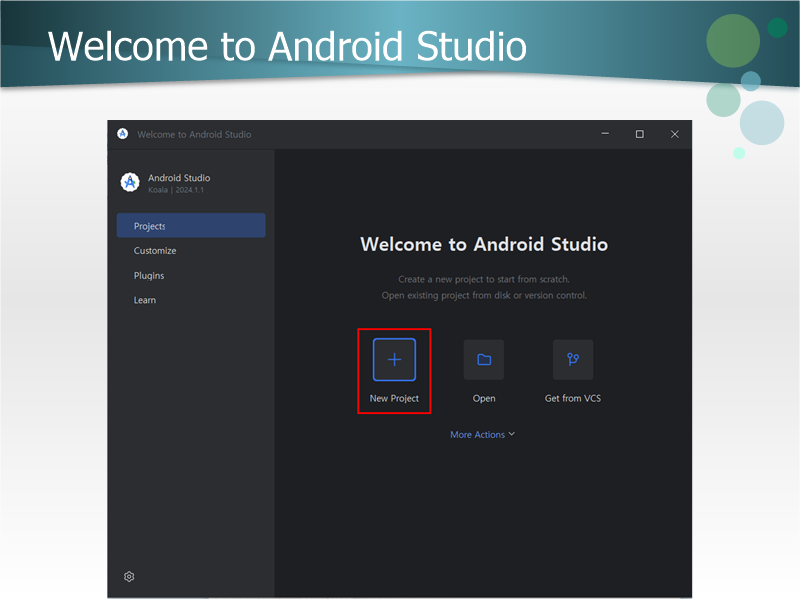 Welcome to Android Studio
Welcome to Android Studio
Android Studio
Koala | 2024.1.1
Projects
Customize
Plugins
Learn
Welcome to Android Studio
Create a new project to start from scratch.
Open existing project from disk or version control.
New Project
Open
Get from VCS
More Actions